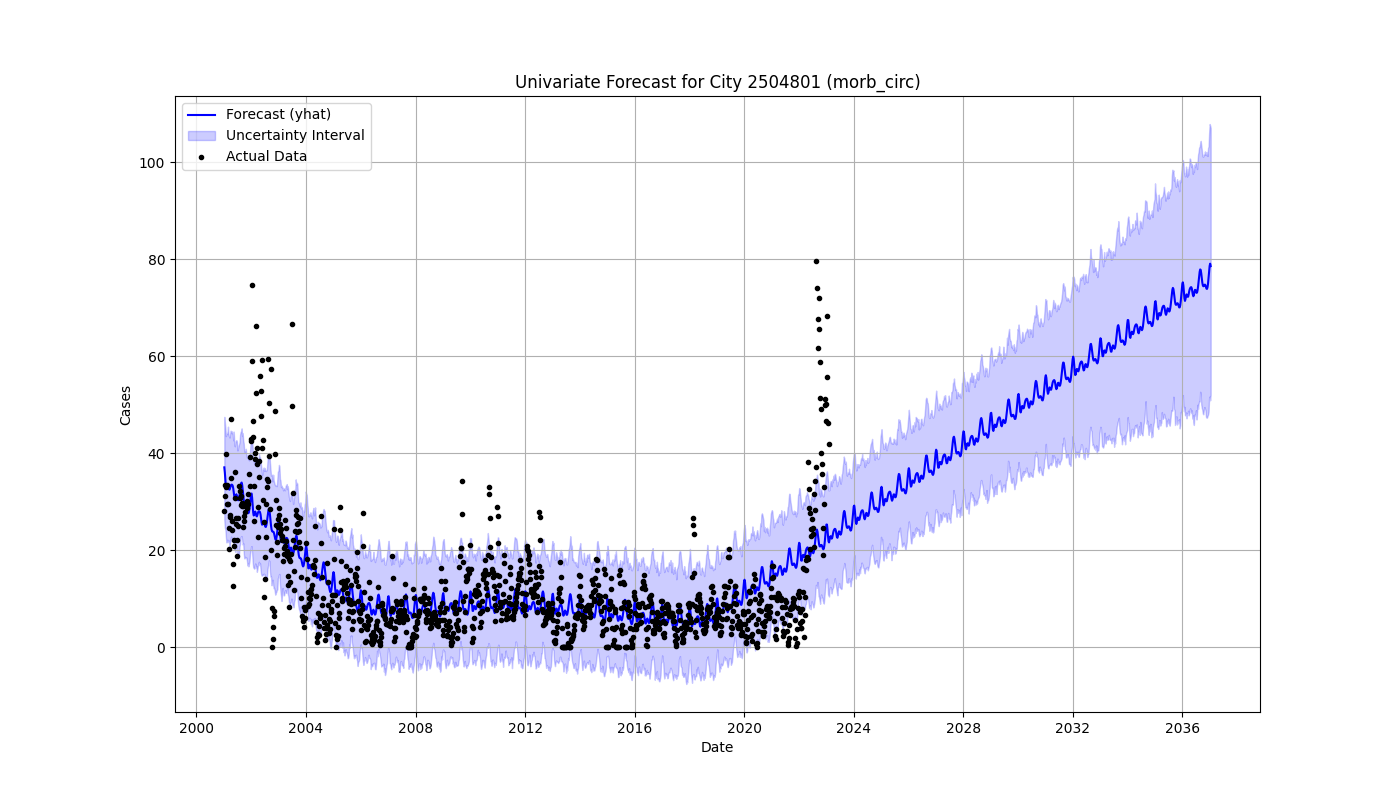 Univariate Forecast for City 2504801 (morb_circ)
Forecast (yhat)
Uncertainty Interval
Actual Data
Cases
100
80
60
40
20
0
2000 2004 2008 2012 2016 2020 2024 2028 2032 2036
Date